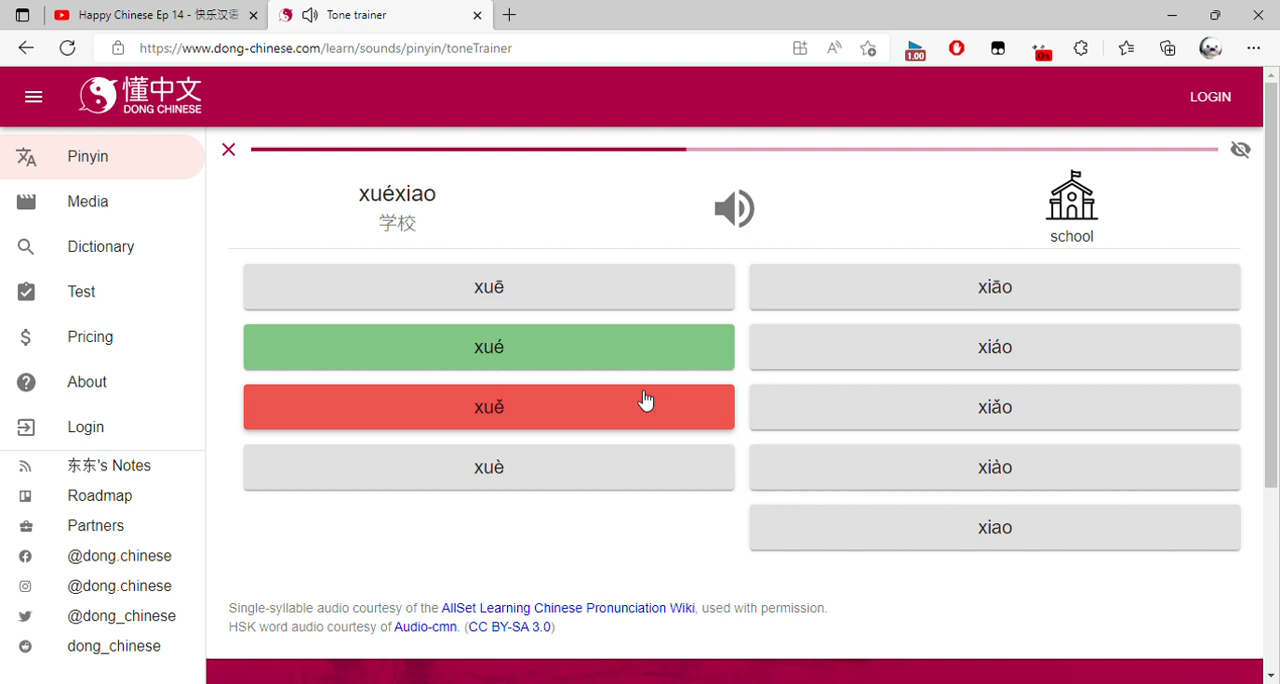 Happy Chinese Ep 14 - 快乐汉语
Tone trainer
https://www.dong-chinese.com/learn/sounds/pinyin/toneTrainer
1.00
On
懂中文
DONG CHINESE
LOGIN
Pinyin
Media
Dictionary
Test
Pricing
About
Login
东东's Notes
Roadmap
Partners
@dong.chinese
@dong.chinese
@dong_chinese
dong_chinese
xuéxiao
学校
school
xuē
xué
xuě
xuè
xiāo
xiáo
xiǎo
xiào
xiao
Single-syllable audio courtesy of the AllSet Learning Chinese Pronunciation Wiki, used with permission.
HSK word audio courtesy of Audio-cmn. (CC BY-SA 3.0)